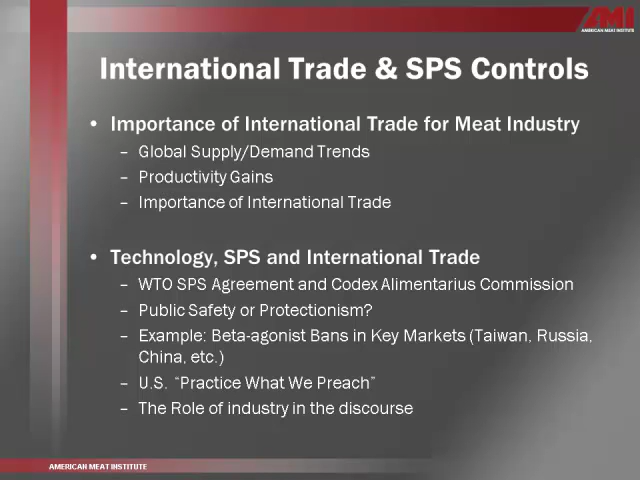 AMI
AMERICAN MEAT INSTITUTE
International Trade & SPS Controls
• Importance of International Trade for Meat Industry
– Global Supply/Demand Trends
– Productivity Gains
– Importance of International Trade
• Technology, SPS and International Trade
– WTO SPS Agreement and Codex Alimentarius Commission
– Public Safety or Protectionism?
– Example: Beta-agonist Bans in Key Markets (Taiwan, Russia,
China, etc.)
– U.S. “Practice What We Preach”
– The Role of industry in the discourse
AMERICAN MEAT INSTITUTE